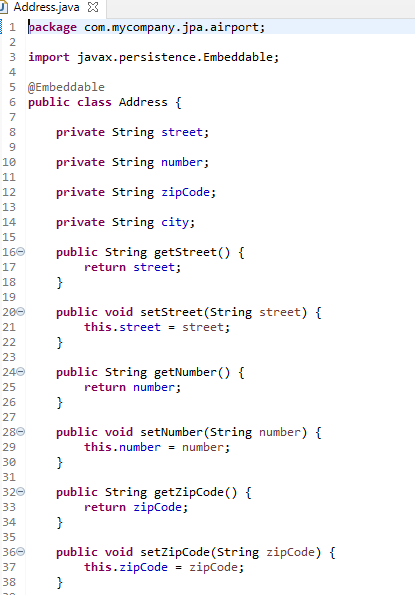 Address.java
1 package com.mycompany.jpa.airport;
2
3 import javax.persistence.Embeddable;
4
5 @Embeddable
6 public class Address {
7
8     private String street;
9
10     private String number;
11
12     private String zipCode;
13
14     private String city;
15
16     public String getStreet() {
17         return street;
18     }
19
20     public void setStreet(String street) {
21         this.street = street;
22     }
23
24     public String getNumber() {
25         return number;
26     }
27
28     public void setNumber(String number) {
29         this.number = number;
30     }
31
32     public String getZipCode() {
33         return zipCode;
34     }
35
36     public void setZipCode(String zipCode) {
37         this.zipCode = zipCode;
38     }